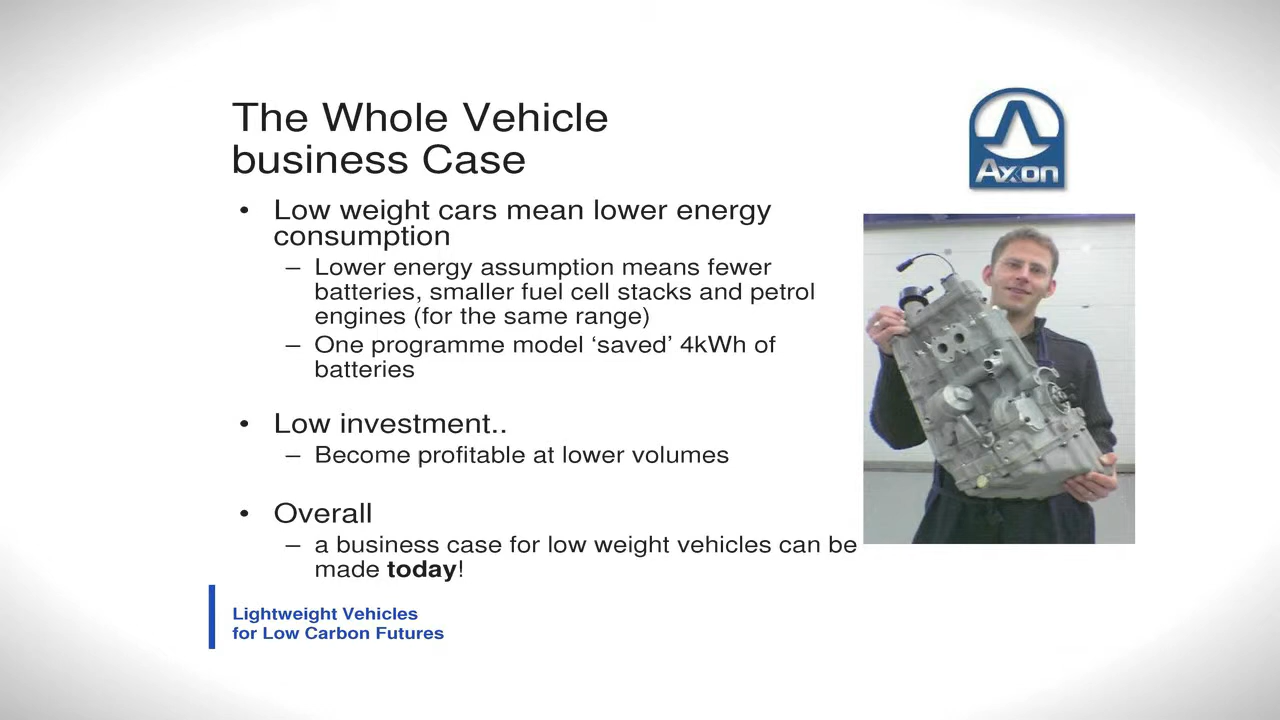 The Whole Vehicle
business Case
• Low weight cars mean lower energy
consumption
– Lower energy assumption means fewer
batteries, smaller fuel cell stacks and petrol
engines (for the same range)
– One programme model ‘saved’ 4kWh of
batteries
• Low investment..
– Become profitable at lower volumes
• Overall
– a business case for low weight vehicles can be
made today!
Lightweight Vehicles
for Low Carbon Futures
Axon